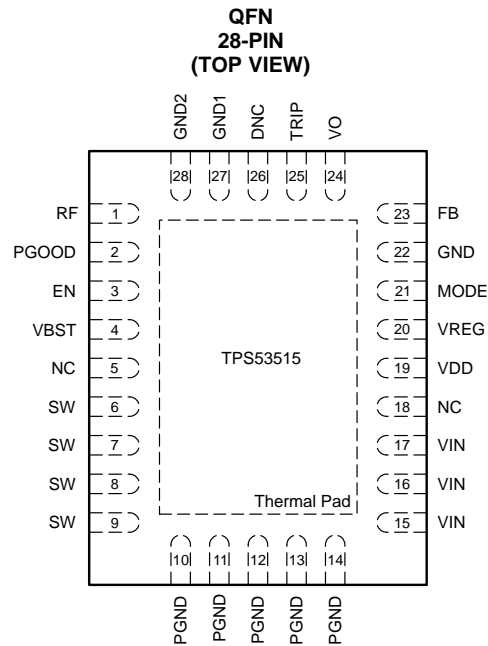 QFN
28-PIN
(TOP VIEW)
GND2
GND1
DNC
TRIP
VO
28
27
26
25
24
RF 1
PGOOD 2
EN 3
VBST 4
NC 5
SW 6
SW 7
SW 8
SW 9
23 FB
22 GND
21 MODE
20 VREG
19 VDD
18 NC
17 VIN
16 VIN
15 VIN
TPS53515
Thermal Pad
10
11
12
13
14
PGND
PGND
PGND
PGND
PGND